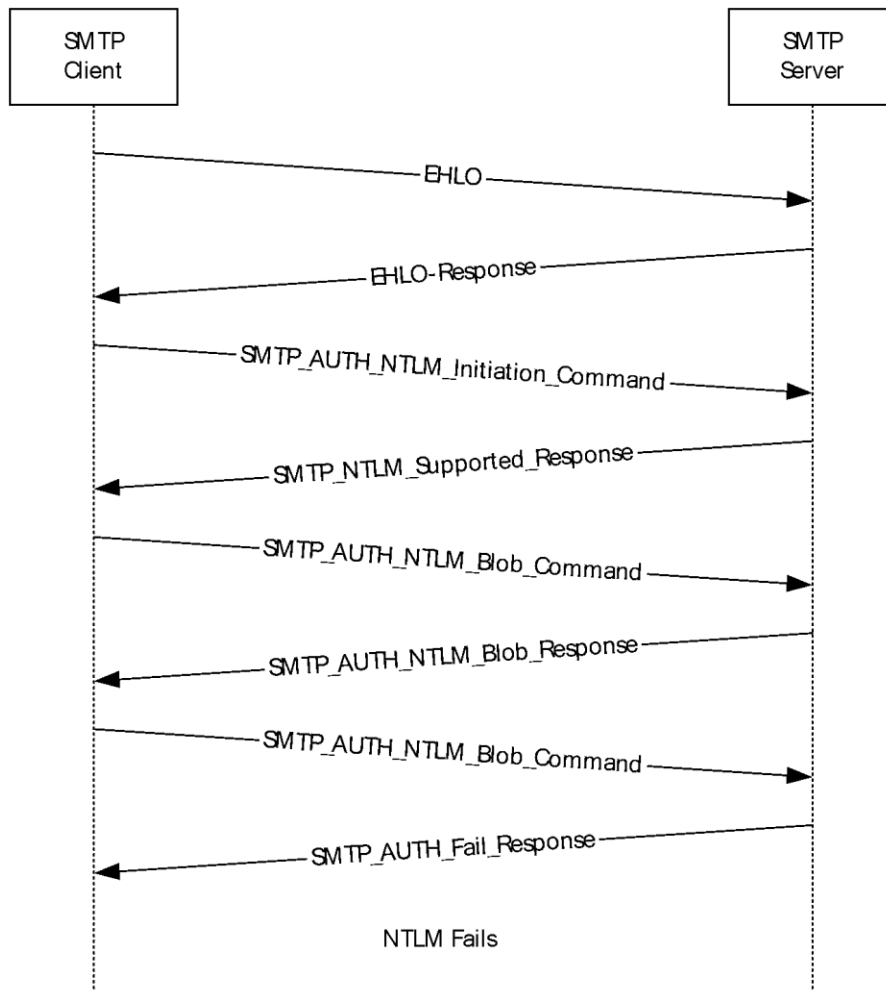 SMTP
Client
SMTP
Server
EHLO
EHLO-Response
SMTP_AUTH_NTLM_Initiation_Command
SMTP_NTLM_Supported_Response
SMTP_AUTH_NTLM_Blob_Command
SMTP_AUTH_NTLM_Blob_Response
SMTP_AUTH_NTLM_Blob_Command
SMTP_AUTH_Fail_Response
NTLM Fails